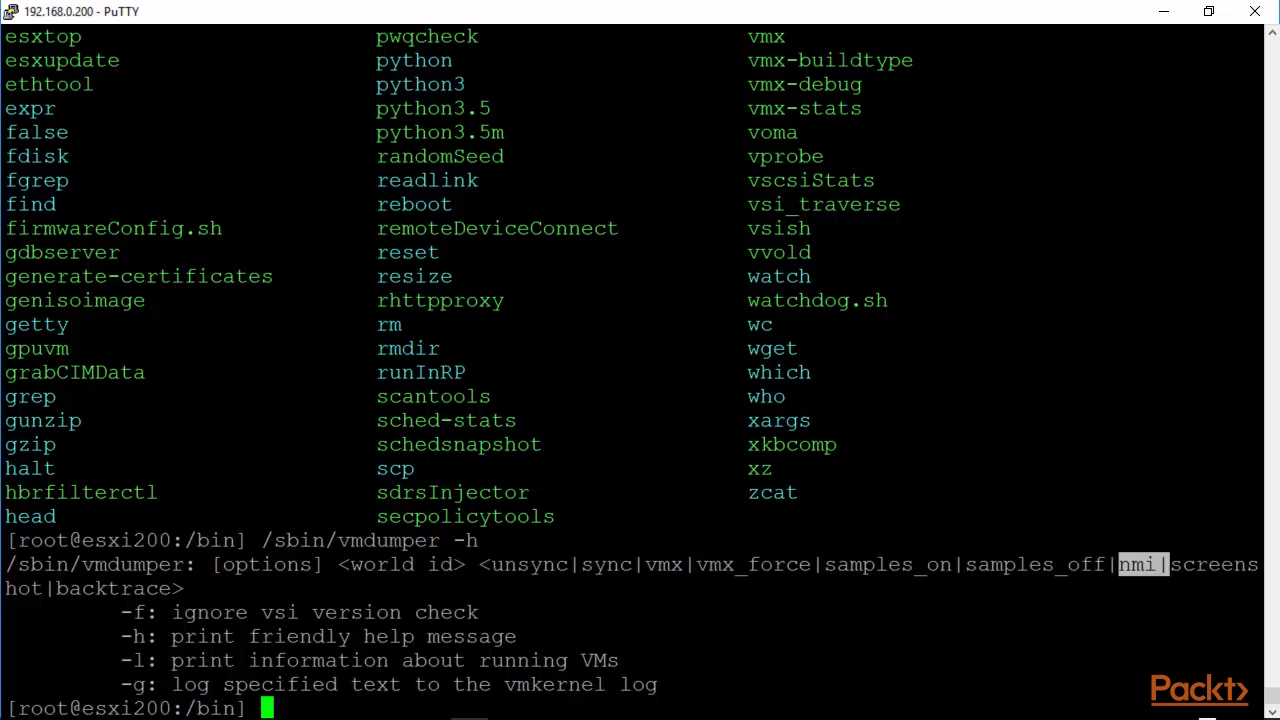 192.168.0.200 - PuTTY
esxtop pwqcheck vmx
esxupdate python vmx-buildtype
ethtool python3 vmx-debug
expr python3.5 vmx-stats
false python3.5m voma
fdisk randomSeed vprobe
fgrep readlink vscsiStats
find reboot vsi_traverse
firmwareConfig.sh remoteDeviceConnect vsish
gdbserver reset vvold
generate-certificates resize watch
genisoimage rhttpproxy watchdog.sh
getty rm wc
gpuvm rmdir wget
grabCIMData runInRP which
grep scantools who
gunzip sched-stats xargs
gzip schedsnapshot xkbcomp
halt scp xz
hbrfilterctl sdrsInjector zcat
head secpolicytools
[root@esxi200:/bin] /sbin/vmdumper -h
/sbin/vmdumper: [options] <world id> <unsync|sync|vmx|vmx_force|samples_on|samples_off|nmi|screens
hot|backtrace>
-f: ignore vsi version check
-h: print friendly help message
-l: print information about running VMs
-g: log specified text to the vmkernel log
[root@esxi200:/bin]
Packt>